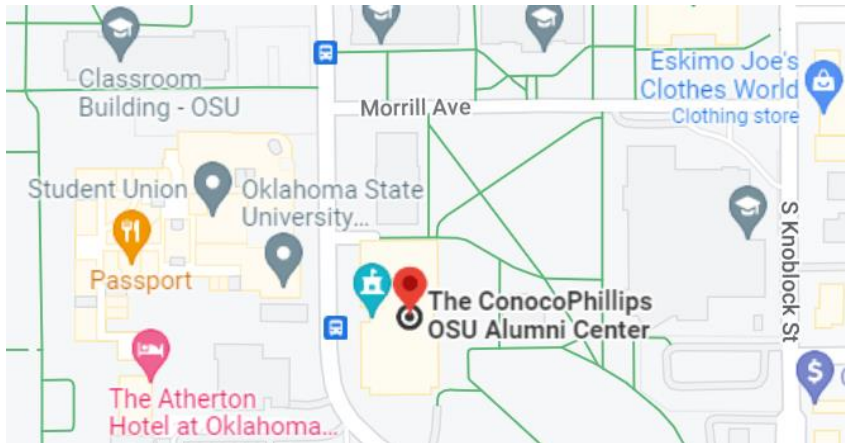 Classroom
Building - OSU
Morrill Ave
Eskimo Joe's
Clothes World
Clothing store
Student Union
Oklahoma State
University...
Passport
S Knoblock St
The ConocoPhillips
OSU Alumni Center
The Atherton
Hotel at Oklahoma...
$